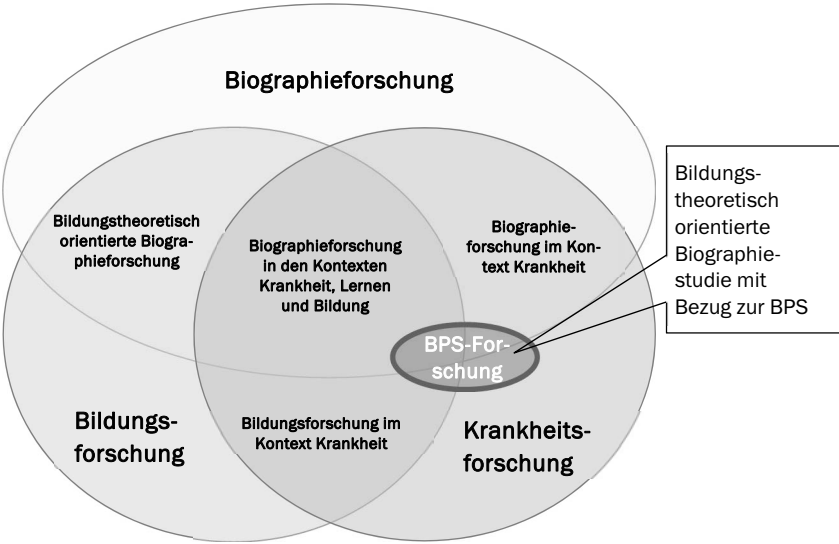 Biographieforschung
Bildungstheoretisch
orientierte Biogra-
phieforschung
Biographieforschung
in den Kontexten
Krankheit, Lernen
und Bildung
Biographie-
forschung im Kon-
text Krankheit
Bildungs-
theoretisch
orientierte
Biographie-
studie mit
Bezug zur BPS
BPS-For-
schung
Bildungs-
forschung
Bildungsforschung im
Kontext Krankheit
Krankheits-
forschung